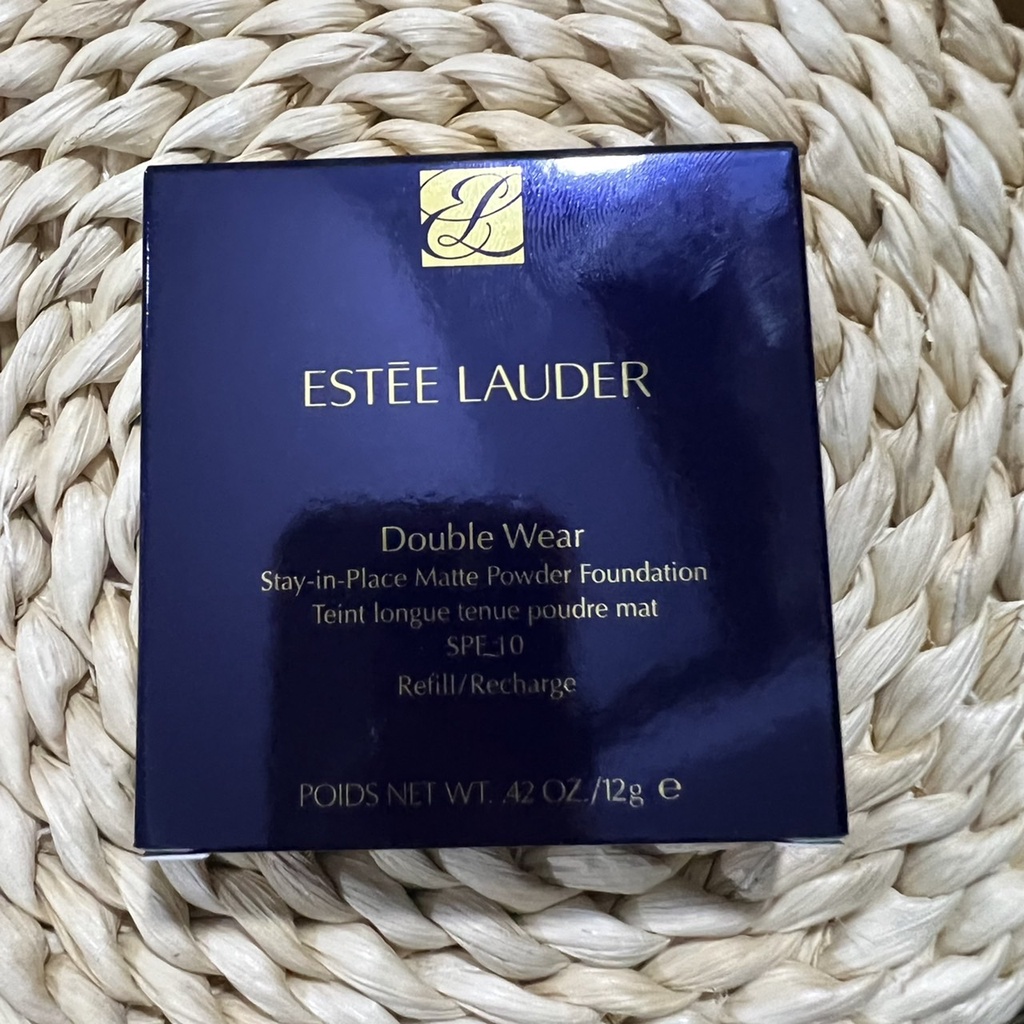 EL
ESTĒE LAUDER
Double Wear
Stay-in-Place Matte Powder Foundation
Teint longue tenue poudre mat
SPF 10
Refill/Recharge
POIDS NET WT. .42 OZ./12g ℮